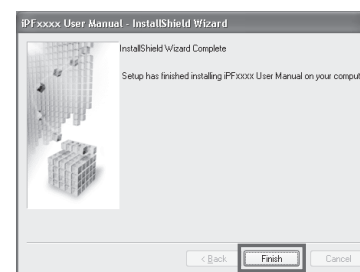 iPFxxxx User Manual - InstallShield Wizard
InstallShield Wizard Complete
Setup has finished installing iPFxxxx User Manual on your
< Back
Finish
Cancel